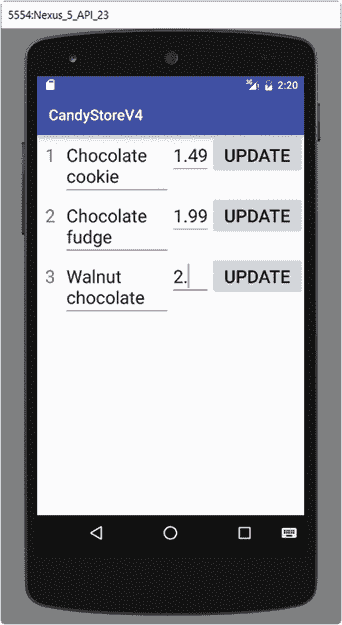 5554:Nexus_5_API_23
2:20
CandyStoreV4
1 Chocolate cookie 1.49 UPDATE
2 Chocolate fudge 1.99 UPDATE
3 Walnut chocolate 2. UPDATE